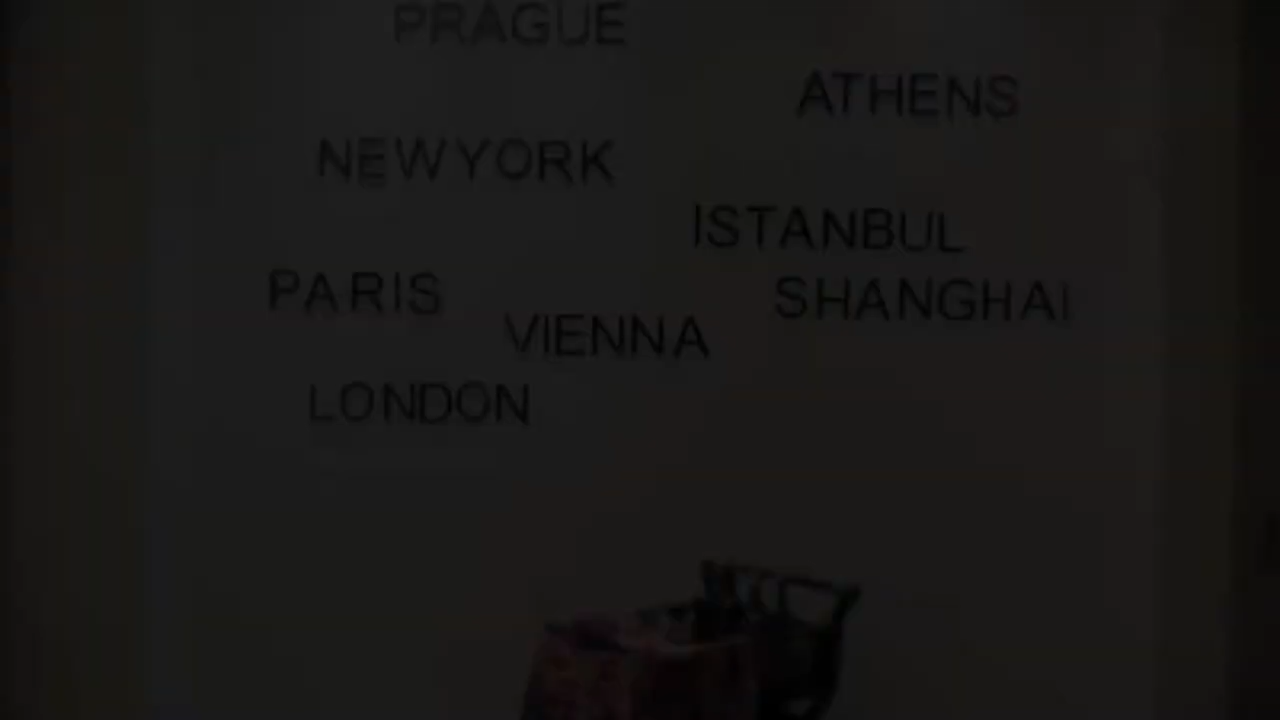 PRAGUE
ATHENS
NEWYORK
ISTANBUL
PARIS
SHANGHAI
VIENNA
LONDON